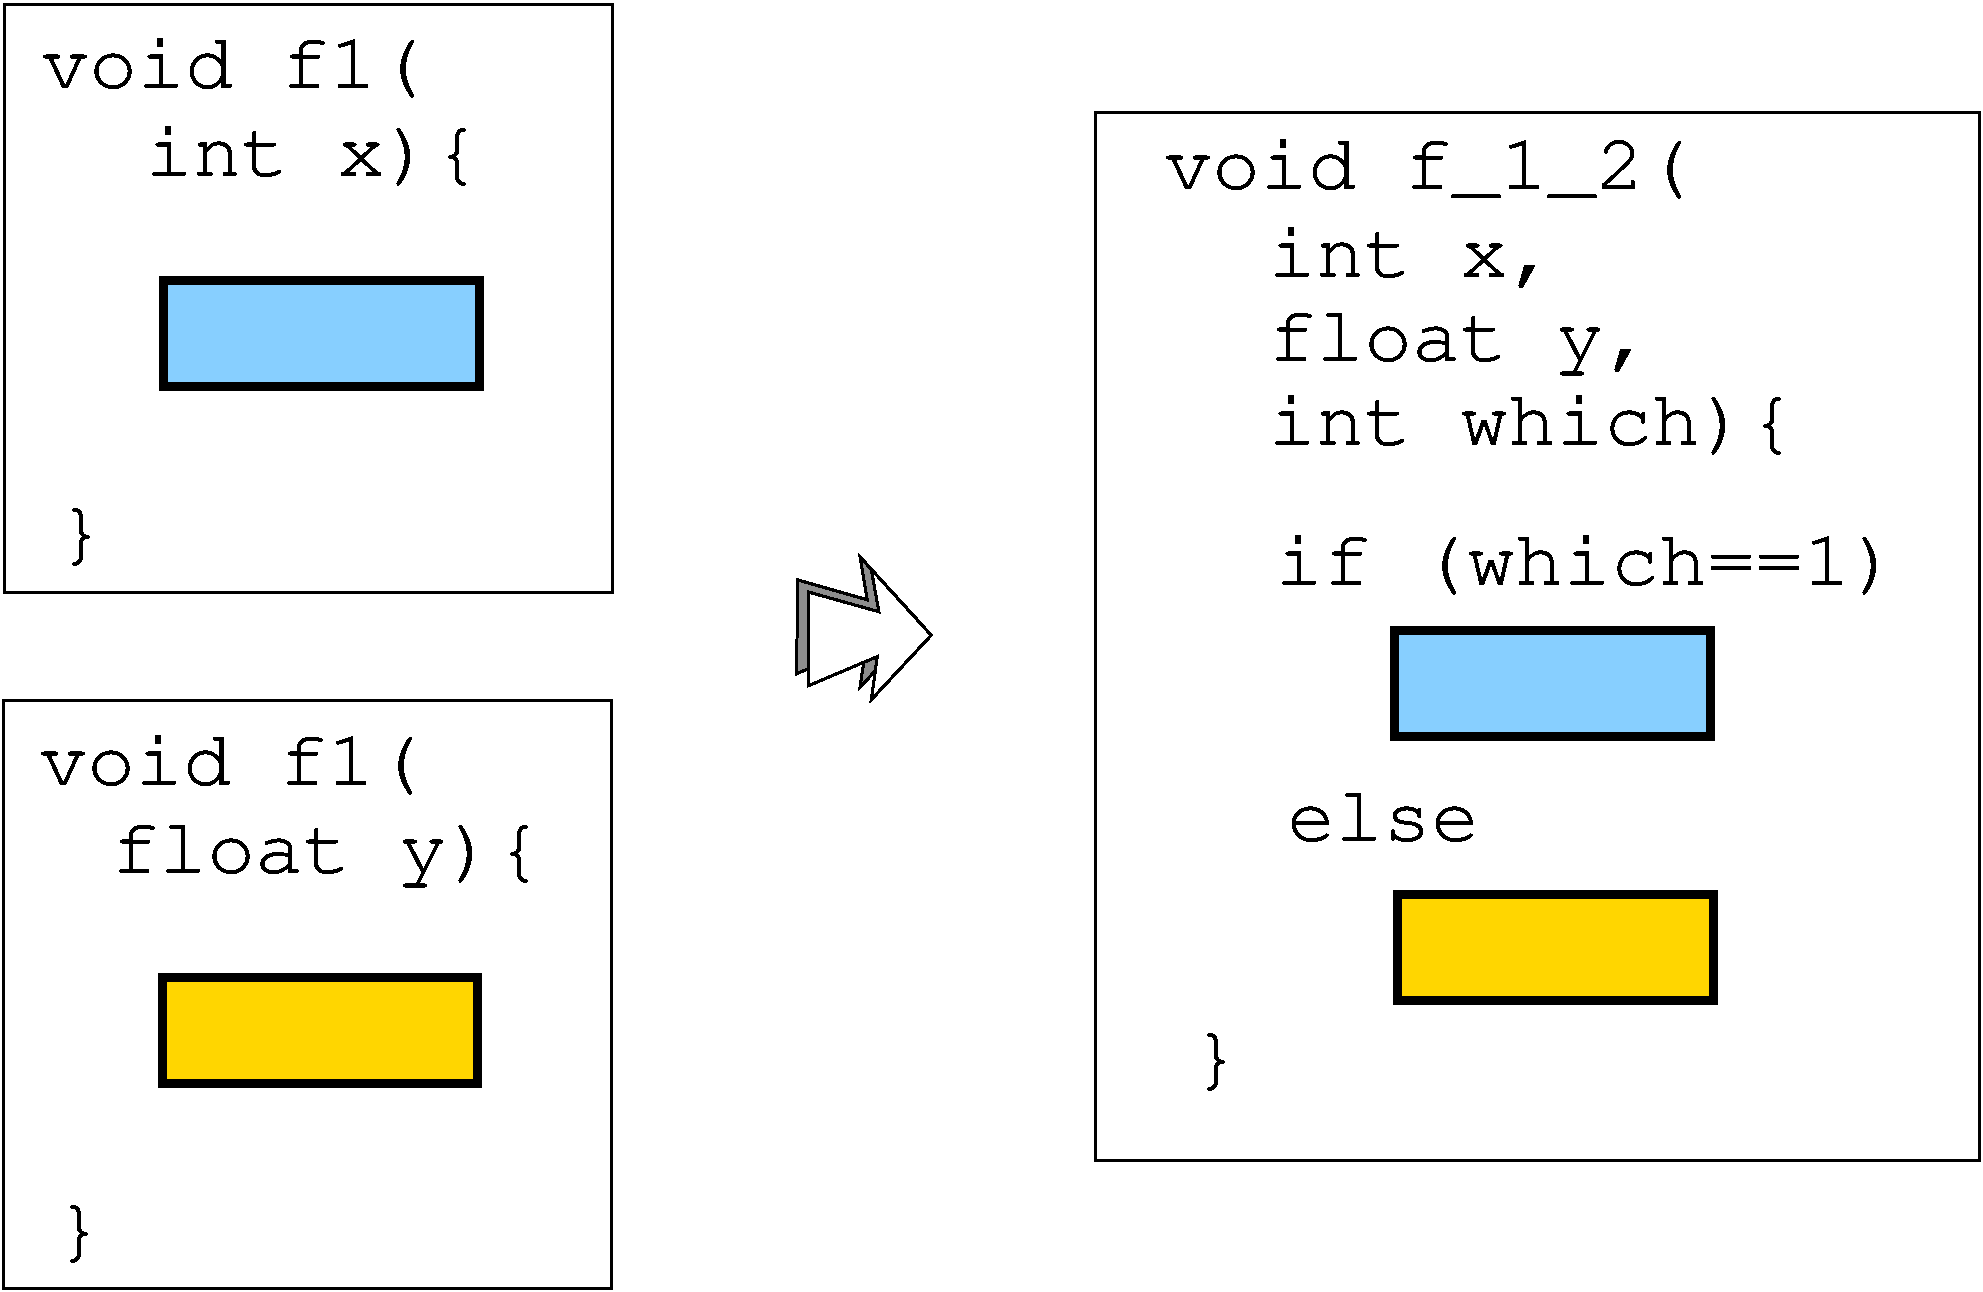 void f1(
int x){
}
void f1(
float y){
}
void f_1_2(
int x,
float y,
int which){
if (which==1)
else
}